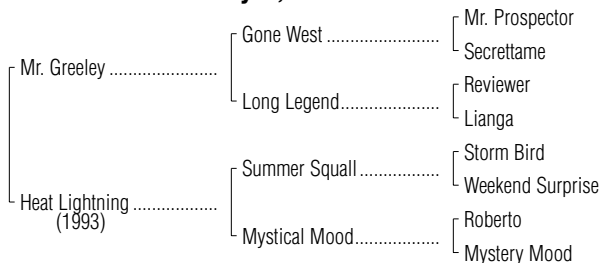 Mr. Prospector
Gone West ......................
Secrettame
Mr. Greeley .....................
Reviewer
Long Legend...................
Lianga
Storm Bird
Summer Squall...............
Weekend Surprise
Heat Lightning ................
(1993)
Roberto
Mystical Mood................
Mystery Mood